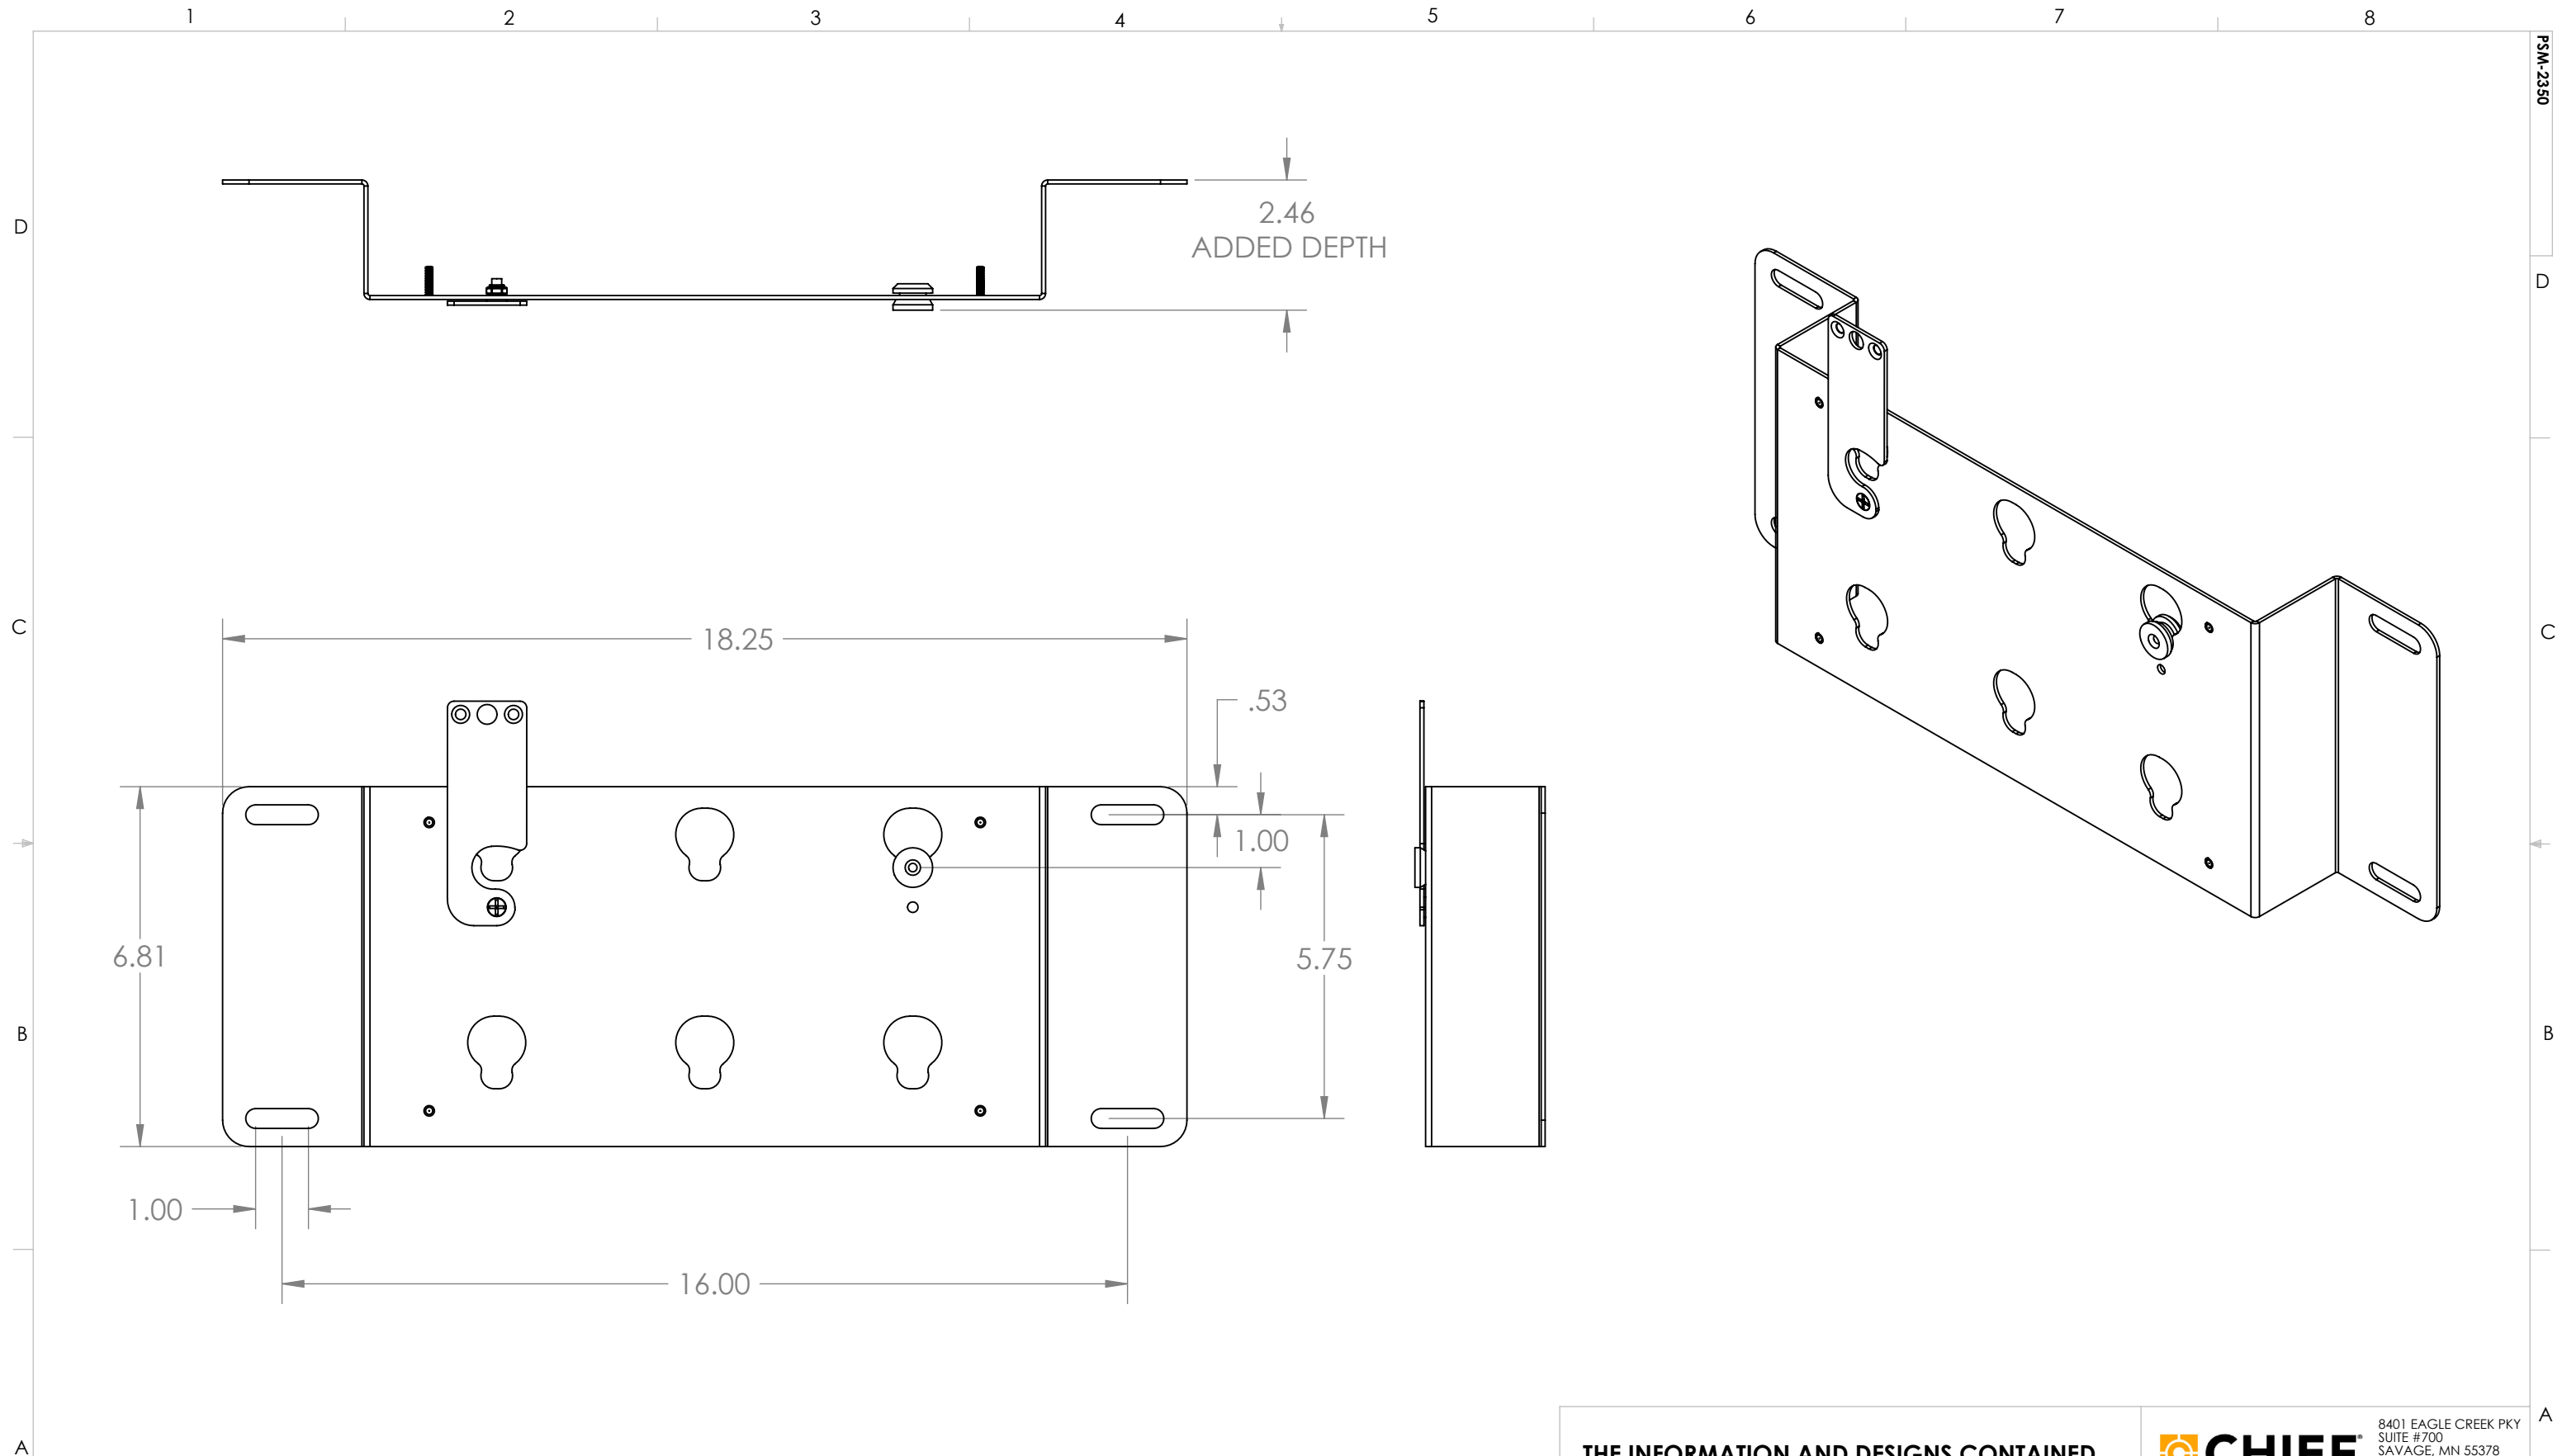 1 2 3 4 5 6 7 8
PSM-2350
D
2.46
ADDED DEPTH
D
C
18.25
C
.53
1.00
6.81
5.75
B
B
1.00
16.00
A
THE INFORMATION AND DESIGNS CONTAINED
CHIEF®
8401 EAGLE CREEK PKY
SUITE #700
SAVAGE, MN 55378
A